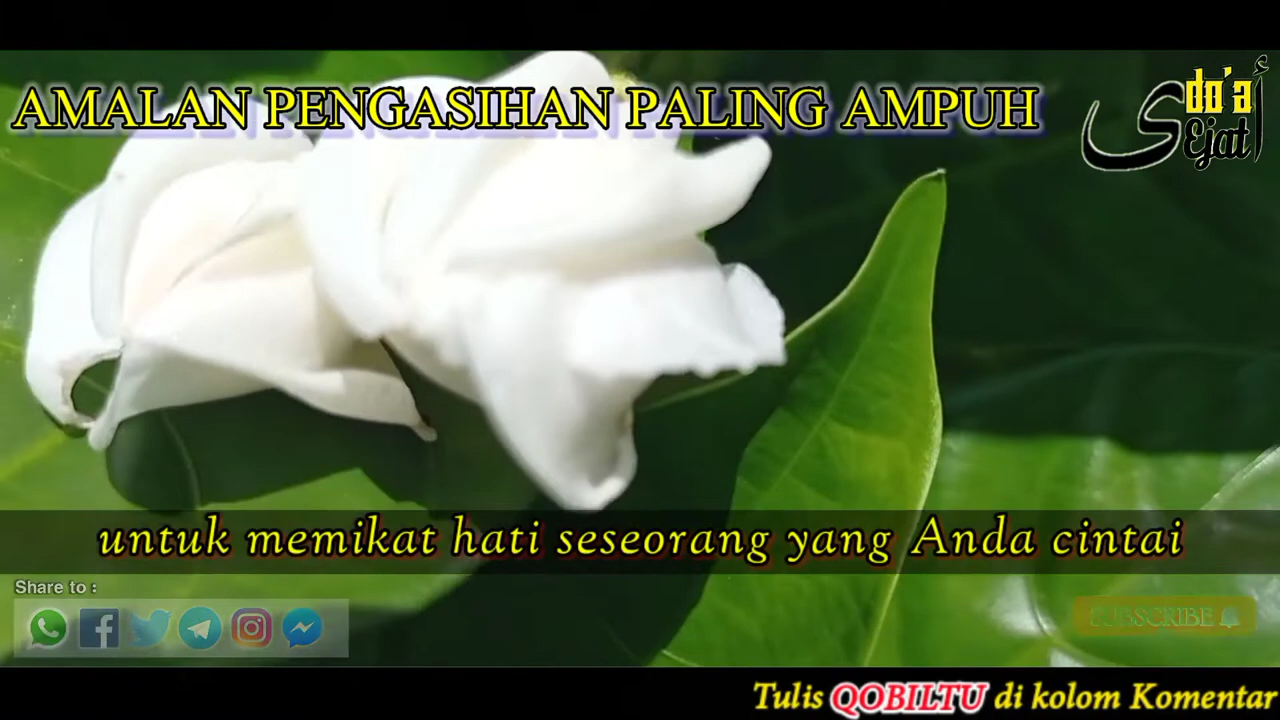 AMALAN PENGASIHAN PALING AMPUH
do'a
Ejat
أ
ى
untuk memikat hati seseorang yang Anda cintai
Share to :
SUBSCRIBE
Tulis QOBILTU di kolom Komentar